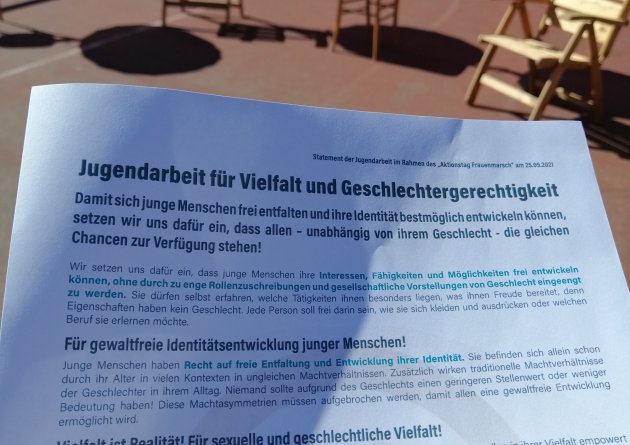 Statement der Jugendarbeit im Rahmen des „Aktionstag Frauenmarsch" am 25.09.2021
Jugendarbeit für Vielfalt und Geschlechtergerechtigkeit
Damit sich junge Menschen frei entfalten und ihre Identität bestmöglich entwickeln können,
setzen wir uns dafür ein, dass allen – unabhängig von ihrem Geschlecht - die gleichen
Chancen zur Verfügung stehen!
Wir setzen uns dafür ein, dass junge Menschen ihre Interessen, Fähigkeiten und Möglichkeiten frei entwickeln
können, ohne durch zu enge Rollenzuschreibungen und gesellschaftliche Vorstellungen von Geschlecht eingeengt
zu werden. Sie dürfen selbst erfahren, welche Tätigkeiten ihnen besonders liegen, was ihnen Freude bereitet, denn
Eigenschaften haben kein Geschlecht. Jede Person soll frei darin sein, wie sie sich kleiden und ausdrücken oder welchen
Beruf sie erlernen möchte.
Für gewaltfreie Identitätsentwicklung junger Menschen!
Junge Menschen haben Recht auf freie Entfaltung und Entwicklung ihrer Identität. Sie befinden sich allein schon
durch ihr Alter in vielen Kontexten in ungleichen Machtverhältnissen. Zusätzlich wirken traditionelle Machtverhältnisse
der Geschlechter in ihrem Alltag. Niemand sollte aufgrund des Geschlechts einen geringeren Stellenwert oder weniger
Bedeutung haben! Diese Machtasymmetrien müssen aufgebrochen werden, damit allen eine gewaltfreie Entwicklung
ermöglicht wird.
Vielfalt ist Realität! Für sexuelle und geschlechtliche Vielfalt!
ihrer Vielfalt empowert